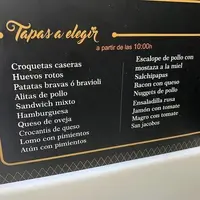 Tapas a elegir
a partir de las 10:00h
Croquetas caseras
Huevos rotos
Patatas bravas ó bravioli
Alitas de pollo
Sandwich mixto
Hamburguesa
Queso de oveja
Crocantis de queso
Lomo con pimientos
Atún con pimientos
Escalope de pollo con
mostaza a la miel
Salchipapas
Bacon con queso
Nuggets de pollo
Ensaladilla rusa
Jamón con tomate
Magro con tomate
San jacobos